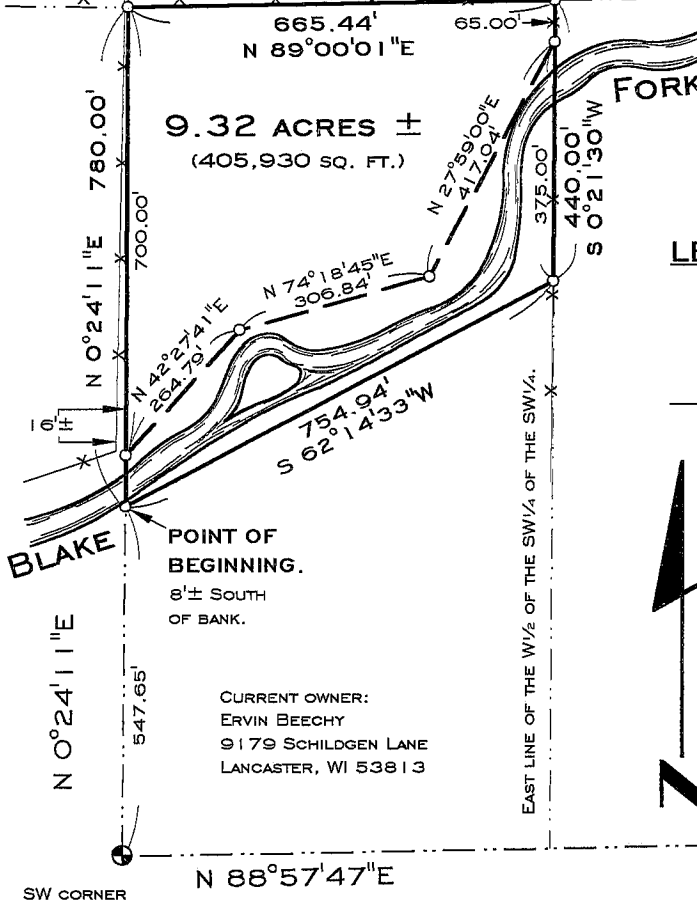 665.44'
N 89°00'01"E
65.00'
FORK
9.32 ACRES ±
(405,930 SQ. FT.)
780.00'
700.00'
N 0°24'11"E
N 27°59'00"E
417.04'
375.00'
440.00'
S 0°21'30"W
N 74°18'45"E
306.84'
N 42°27'41"E
264.79'
16'±
754.94'
S 62°14'33"W
LE
BLAKE
POINT OF
BEGINNING.
8'± SOUTH
OF BANK.
EAST LINE OF THE W1/2 OF THE SW1/4 OF THE SW1/4.
N 0°24'11"E
547.65'
CURRENT OWNER:
ERVIN BEECHY
9179 SCHILDGEN LANE
LANCASTER, WI 53813
N
N 88°57'47"E
SW CORNER